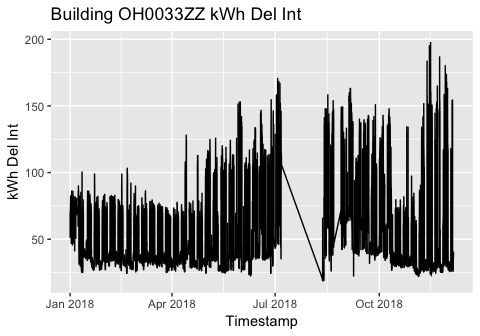 Building OH0033ZZ kWh Del Int
200
150
100
50
kWh Del Int
Jan 2018
Apr 2018
Jul 2018
Oct 2018
Timestamp